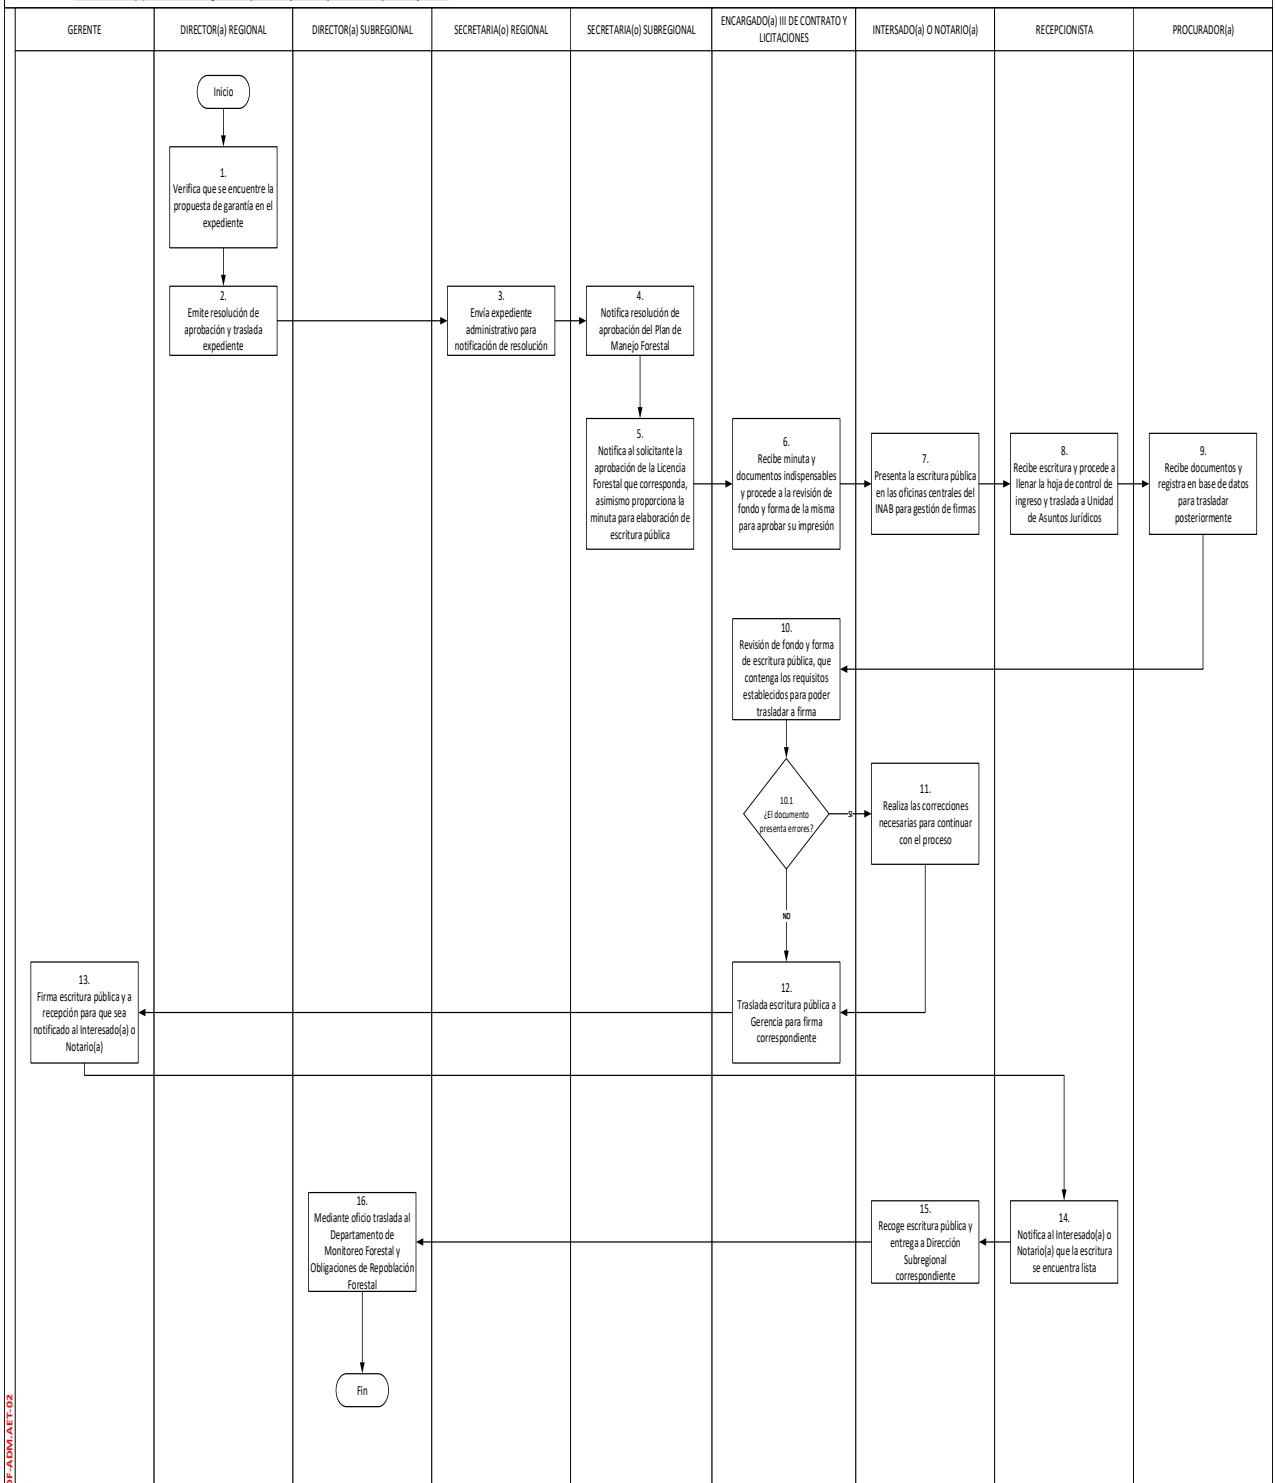 GERENTE
DIRECTOR(a) REGIONAL
DIRECTOR(a) SUBREGIONAL
SECRETARIA(o) REGIONAL
SECRETARIA(o) SUBREGIONAL
ENCARGADO(a) III DE CONTRATO Y
LICITACIONES
INTERSADO(a) O NOTARIO(a)
RECEPCIONISTA
PROCURADOR(a)
Inicio
1.
Verifica que se encuentre la
propuesta de garantía en el
expediente
2.
Emite resolución de
aprobación y traslada
expediente
3.
Envía expediente
administrativo para
notificación de resolución
4.
Notifica resolución de
aprobación del Plan de
Manejo Forestal
5.
Notifica al solicitante la
aprobación de la Licencia
Forestal que corresponda,
asimismo proporciona la
minuta para elaboración de
escritura pública
6.
Recibe minuta y
documentos indispensables
y procede a la revisión de
fondo y forma de la misma
para aprobar su impresión
7.
Presenta la escritura pública
en las oficinas centrales del
INAB para gestión de firmas
8.
Recibe escritura y procede a
llenar la hoja de control de
ingreso y traslada a Unidad
de Asuntos Jurídicos
9.
Recibe documentos y
registra en base de datos
para trasladar
posteriormente
10.
Revisión de fondo y forma
de escritura pública, que
contenga los requisitos
establecidos para poder
trasladar a firma
10.1
¿El documento
presenta errores?
SI
11.
Realiza las correcciones
necesarias para continuar
con el proceso
NO
12.
Traslada escritura pública a
Gerencia para firma
correspondiente
13.
Firma escritura pública y a
recepción para que sea
notificado al Interesado(a) o
Notario(a)
14.
Notifica al Interesado(a) o
Notario(a) que la escritura
se encuentra lista
15.
Recoge escritura pública y
entrega a Dirección
Subregional
correspondiente
16.
Mediante oficio traslada al
Departamento de
Monitoreo Forestal y
Obligaciones de Repoblación
Forestal
Fin
DF-ADM.AET-02